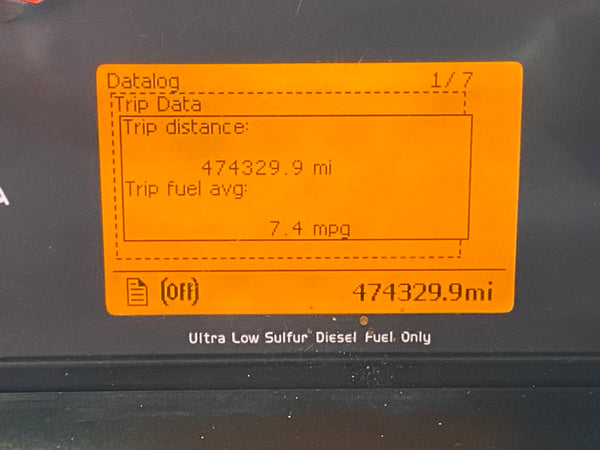 Datalog 1/7
Trip Data
Trip distance:
474329.9 mi
Trip fuel avg:
7.4 mpg
(OFF) 474329.9mi
Ultra Low Sulfur Diesel Fuel Only